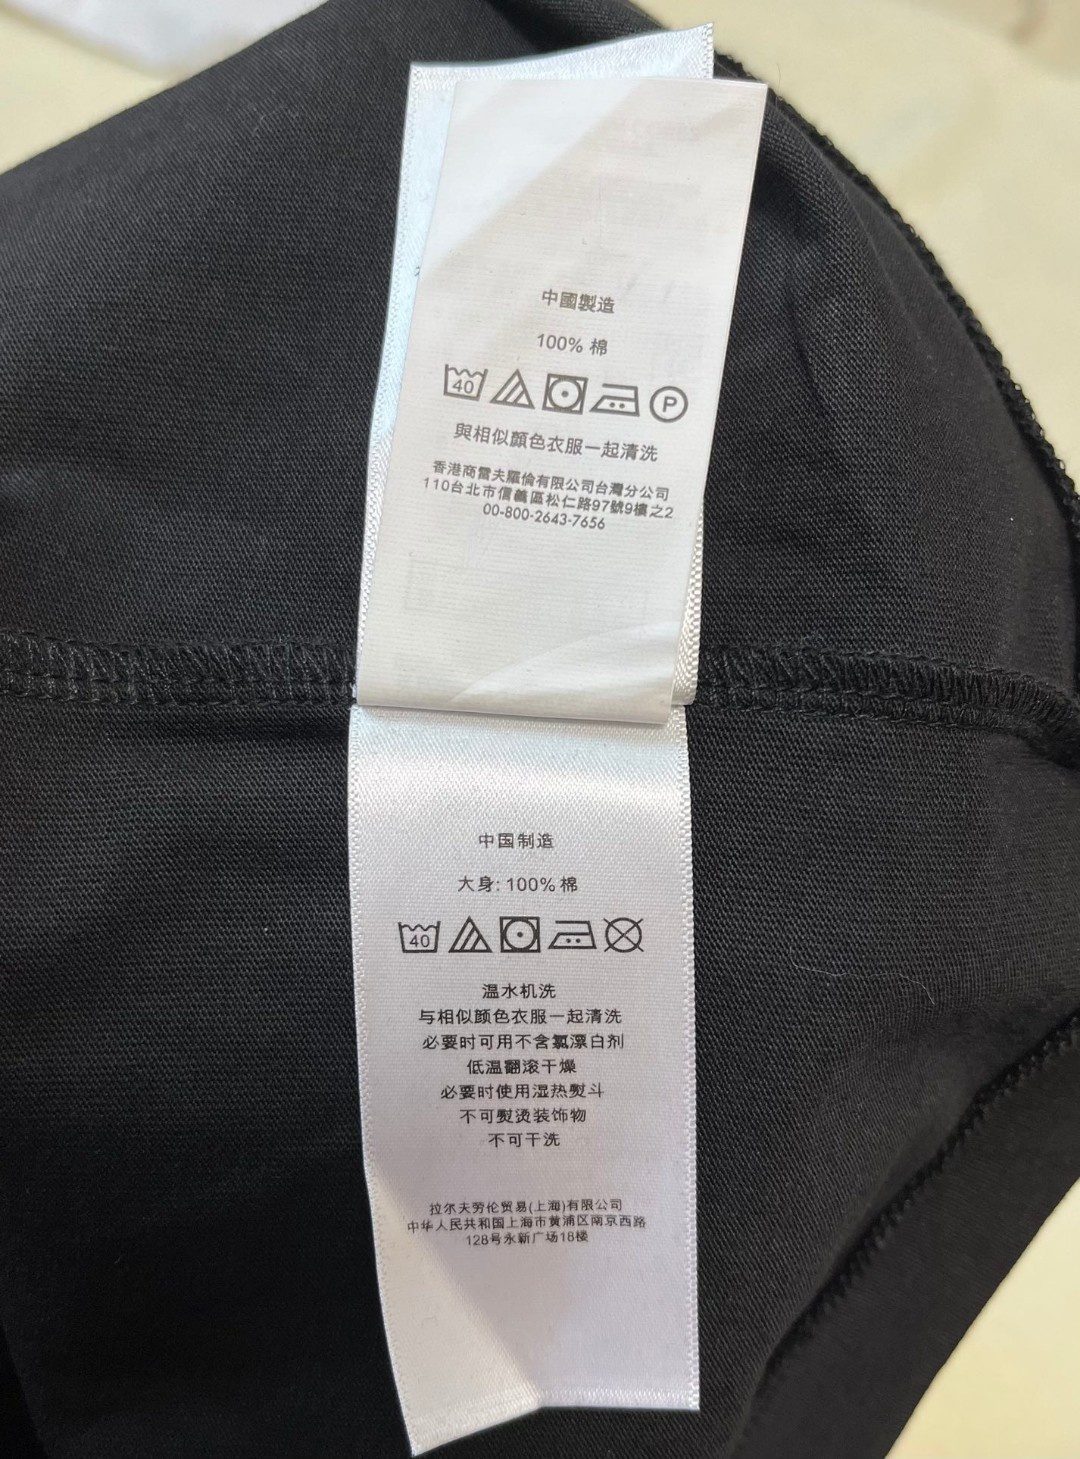 中國製造
100% 棉
40 P
與相似顏色衣服一起清洗
香港商雷夫羅倫有限公司台灣分公司
110台北市信義區松仁路97號9樓之2
00-800-2643-7656
中国制造
大身: 100% 棉
40
温水机洗
与相似颜色衣服一起清洗
必要时可用不含氯漂白剂
低温翻滚干燥
必要时使用湿热熨斗
不可熨烫装饰物
不可干洗
拉尔夫劳伦贸易(上海)有限公司
中华人民共和国上海市黄浦区南京西路
128号永新广场18楼